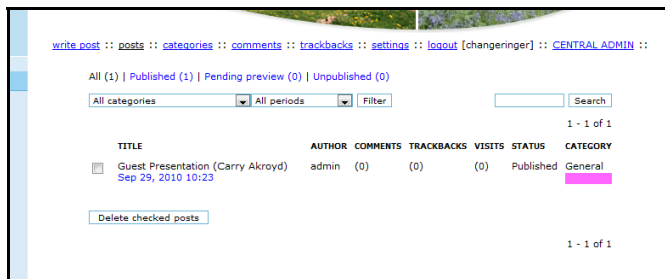 write post :: posts :: categories :: comments :: trackbacks :: settings :: logout [changeringer] :: CENTRAL ADMIN ::
All (1) | Published (1) | Pending preview (0) | Unpublished (0)
All categories All periods Filter Search
1 - 1 of 1
TITLE AUTHOR COMMENTS TRACKBACKS VISITS STATUS CATEGORY
Guest Presentation (Carry Akroyd) admin (0) (0) (0) Published General
Sep 29, 2010 10:23
Delete checked posts
1 - 1 of 1